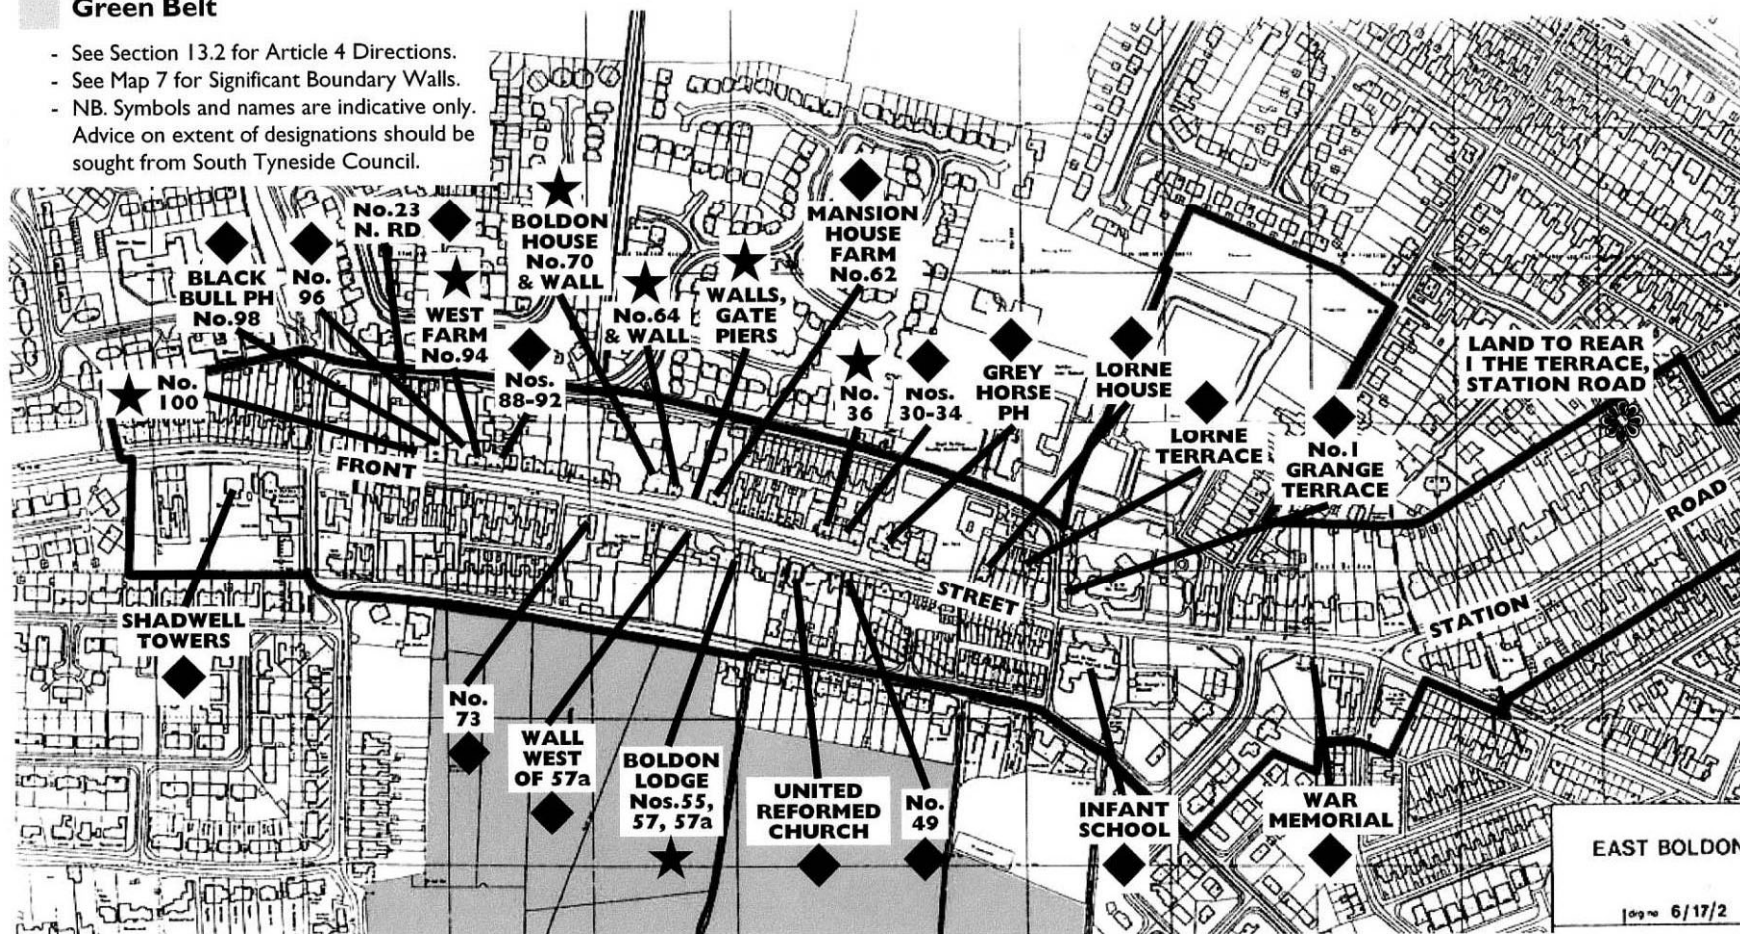 Green Belt
- See Section 13.2 for Article 4 Directions.
- See Map 7 for Significant Boundary Walls.
- NB. Symbols and names are indicative only.
Advice on extent of designations should be
sought from South Tyneside Council.
No.23
N. RD
BLACK
BULL PH
No.98
No.
96
WEST
FARM
No.94
BOLDON
HOUSE
No.70
& WALL
No.64
& WALL
WALLS,
GATE
PIERS
MANSION
HOUSE
FARM
No.62
No.
100
Nos.
88-92
No.
36
Nos.
30-34
GREY
HORSE
PH
LORNE
HOUSE
LORNE
TERRACE
No.1
GRANGE
TERRACE
LAND TO REAR
1 THE TERRACE,
STATION ROAD
FRONT
STREET
STATION
ROAD
SHADWELL
TOWERS
No.
73
WALL
WEST
OF 57a
BOLDON
LODGE
Nos.55,
57, 57a
UNITED
REFORMED
CHURCH
No.
49
INFANT
SCHOOL
WAR
MEMORIAL
EAST BOLDON
drg no 6/17/2